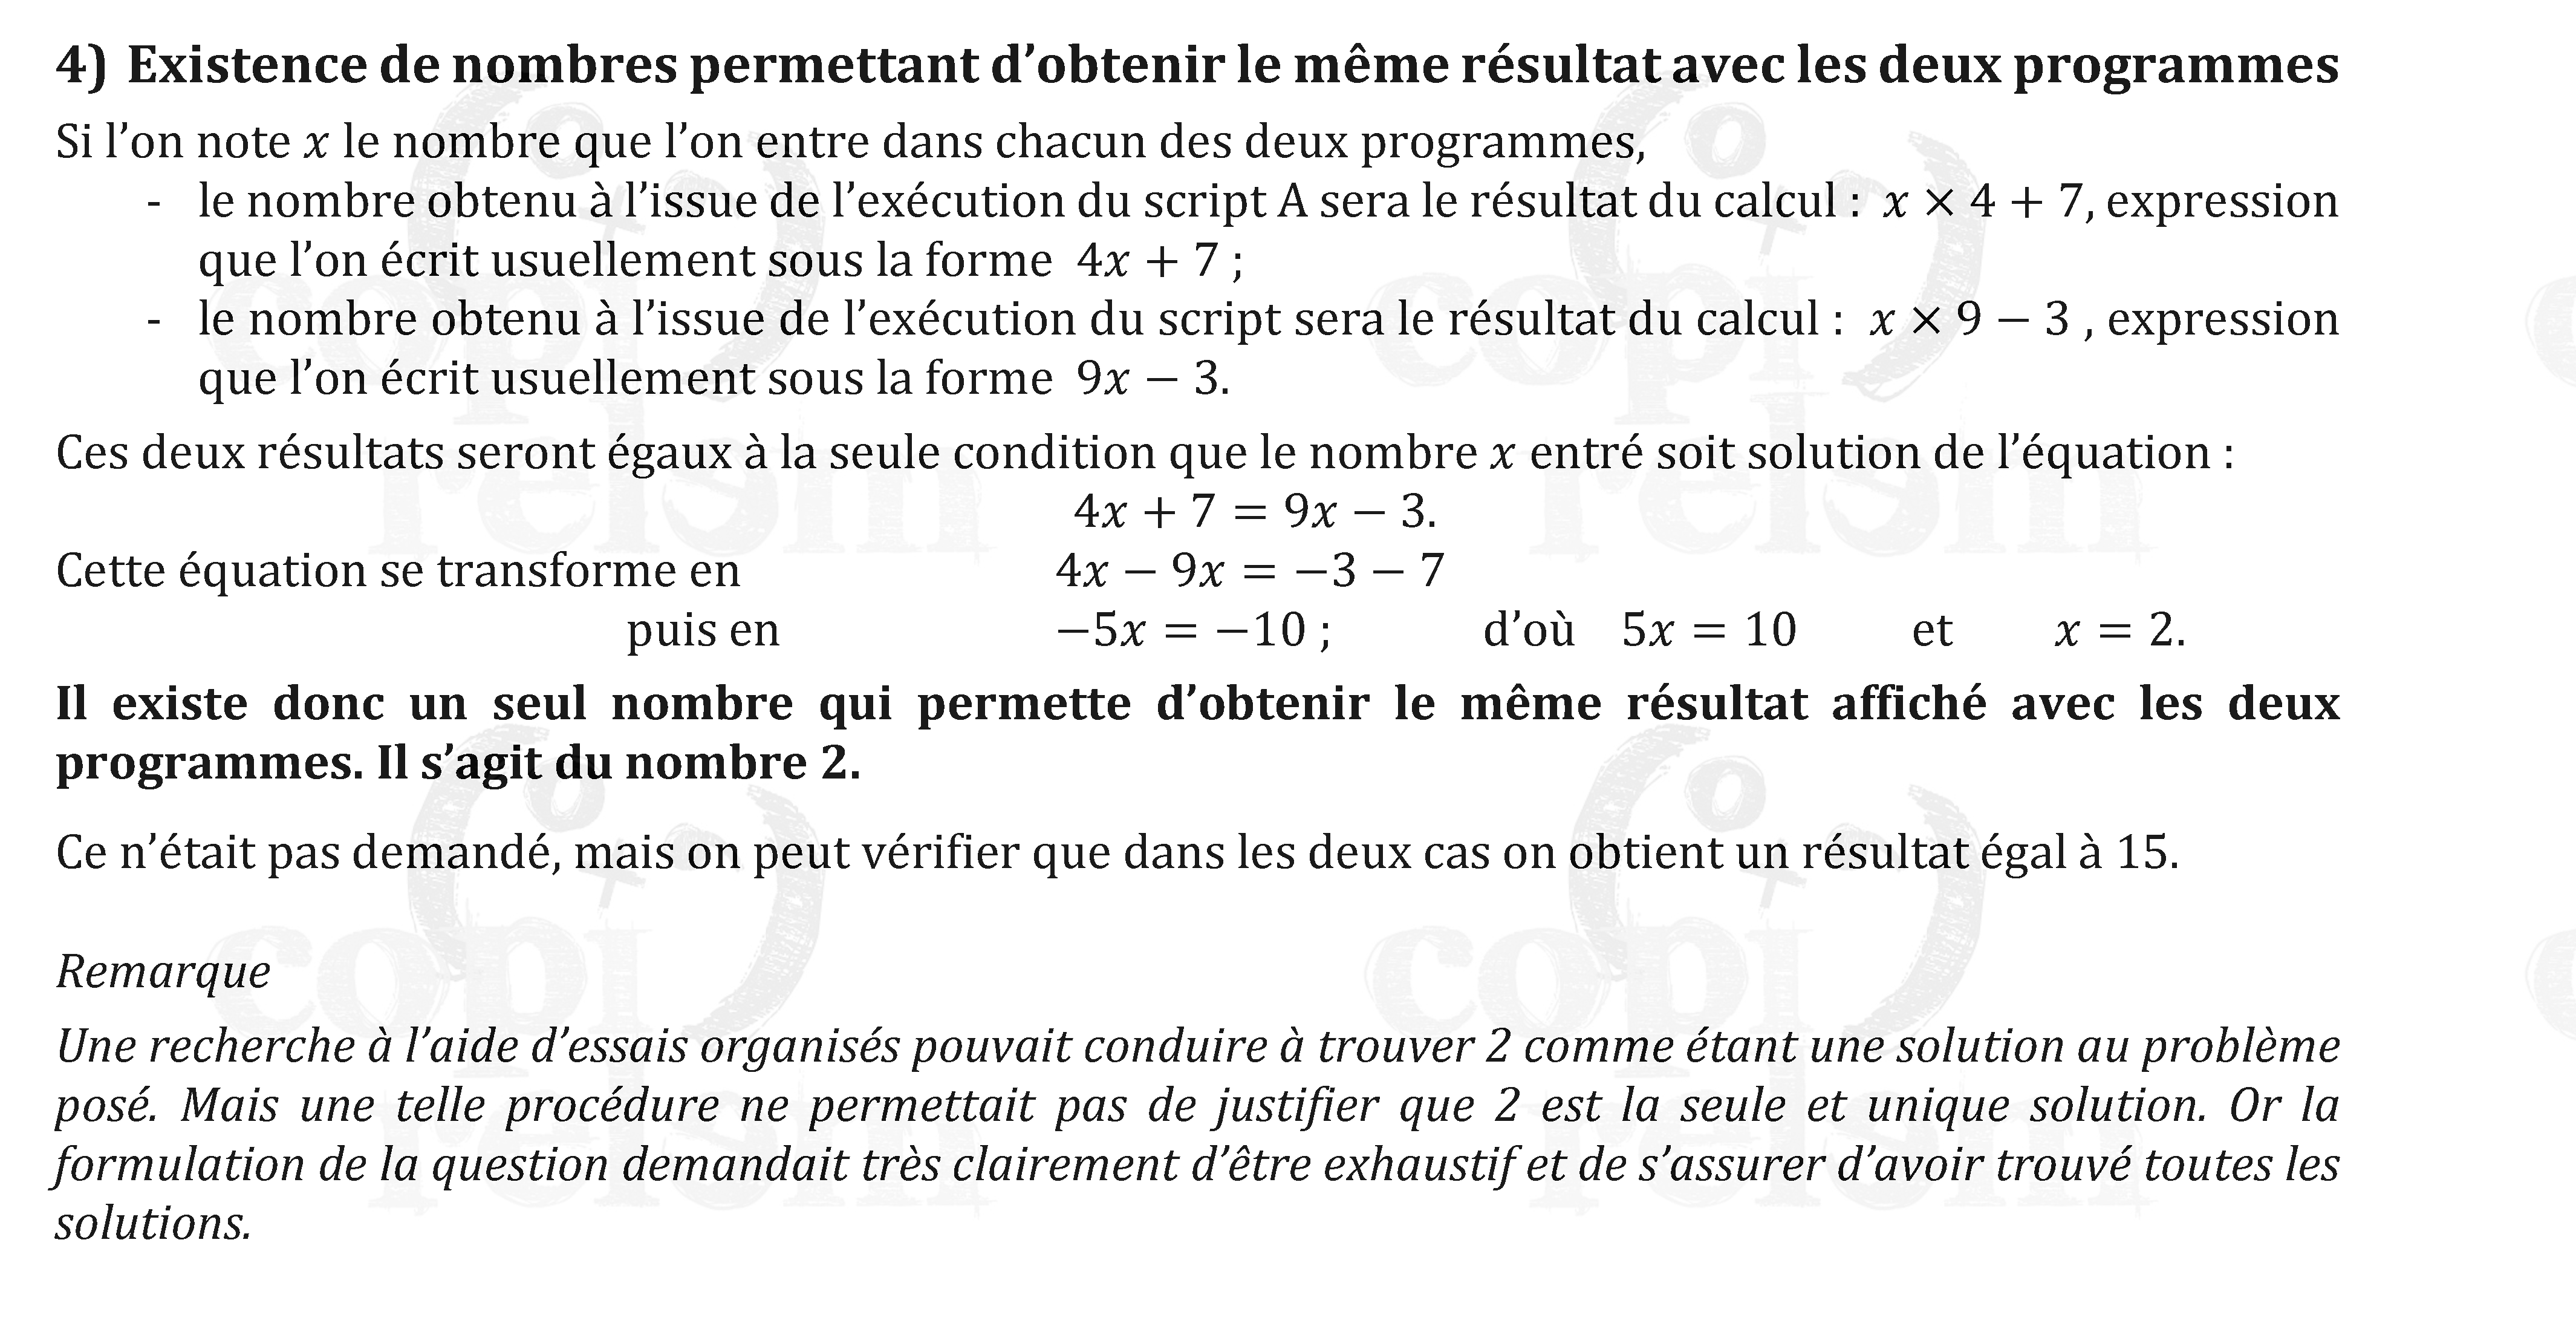 4) Existence de nombres permettant d’obtenir le même résultat avec les deux programmes
Si l’on note x le nombre que l’on entre dans chacun des deux programmes,
- le nombre obtenu à l’issue de l’exécution du script A sera le résultat du calcul : x × 4 + 7, expression
que l’on écrit usuellement sous la forme 4x + 7 ;
- le nombre obtenu à l’issue de l’exécution du script sera le résultat du calcul : x × 9 − 3 , expression
que l’on écrit usuellement sous la forme 9x − 3.
Ces deux résultats seront égaux à la seule condition que le nombre x entré soit solution de l’équation :
4x + 7 = 9x − 3.
Cette équation se transforme en 4x − 9x = −3 − 7
puis en −5x = −10 ; d’où 5x = 10 et x = 2.
Il existe donc un seul nombre qui permette d’obtenir le même résultat affiché avec les deux
programmes. Il s’agit du nombre 2.
Ce n’était pas demandé, mais on peut vérifier que dans les deux cas on obtient un résultat égal à 15.
Remarque
Une recherche à l’aide d’essais organisés pouvait conduire à trouver 2 comme étant une solution au problème
posé. Mais une telle procédure ne permettait pas de justifier que 2 est la seule et unique solution. Or la
formulation de la question demandait très clairement d’être exhaustif et de s’assurer d’avoir trouvé toutes les
solutions.